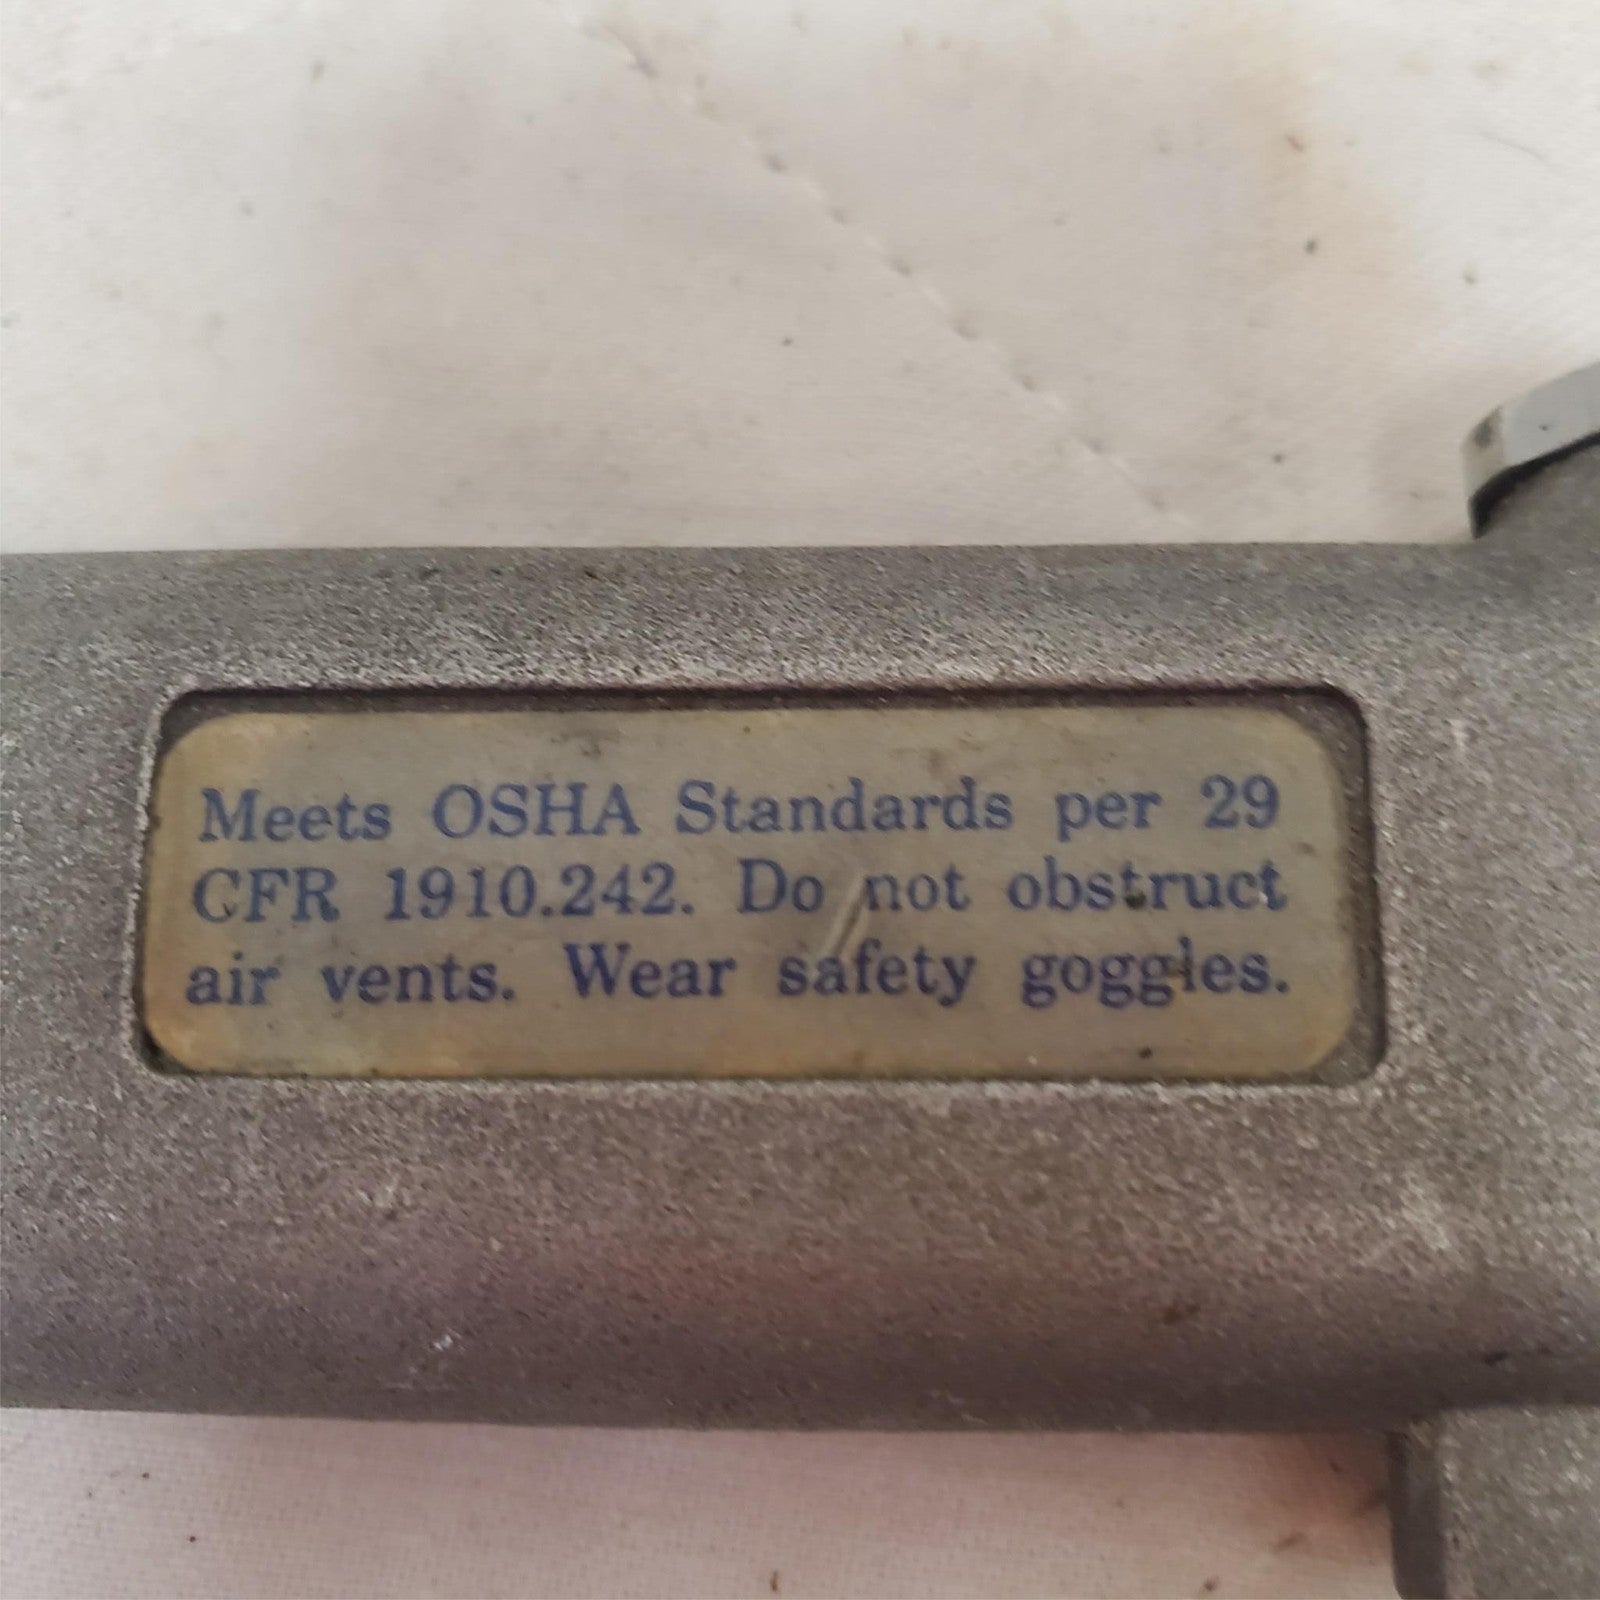 Meets OSHA Standards per 29
CFR 1910.242. Do not obstruct
air vents. Wear safety goggles.